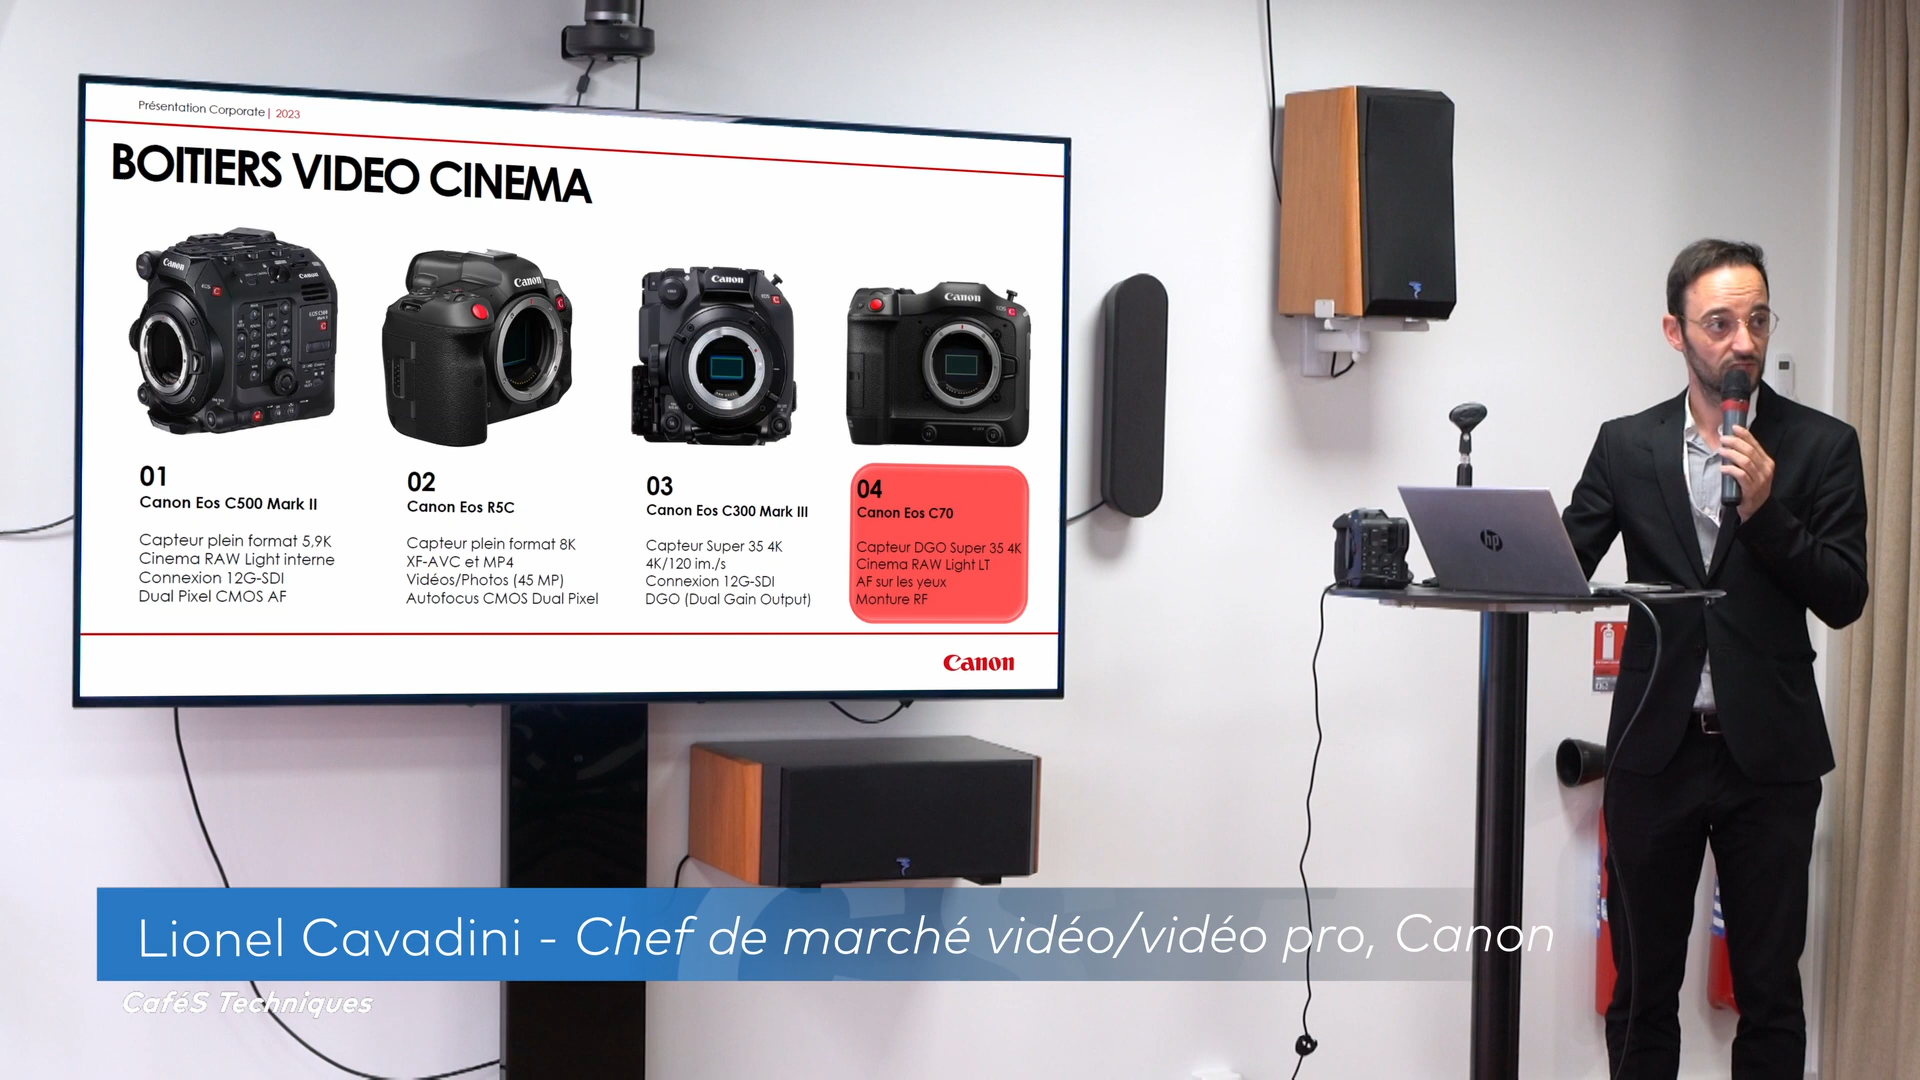 Présentation Corporate| 2023
BOITIERS VIDEO CINEMA
Canon
Canon
Canon
Canon
Canon
01
Canon Eos C500 Mark II
Capteur plein format 5,9K
Cinema RAW Light interne
Connexion 12G-SDI
Dual Pixel CMOS AF
02
Canon Eos R5C
Capteur plein format 8K
XF-AVC et MP4
Vidéos/Photos (45 MP)
Autofocus CMOS Dual Pixel
03
Canon Eos C300 Mark III
Capteur Super 35 4K
4K/120 im./s
Connexion 12G-SDI
DGO (Dual Gain Output)
04
Canon Eos C70
Capteur DGO Super 35 4K
Cinema RAW Light LT
AF sur les yeux
Monture RF
Canon
hp
Lionel Cavadini - Chef de marché vidéo/vidéo pro, Canon
CaféS Techniques